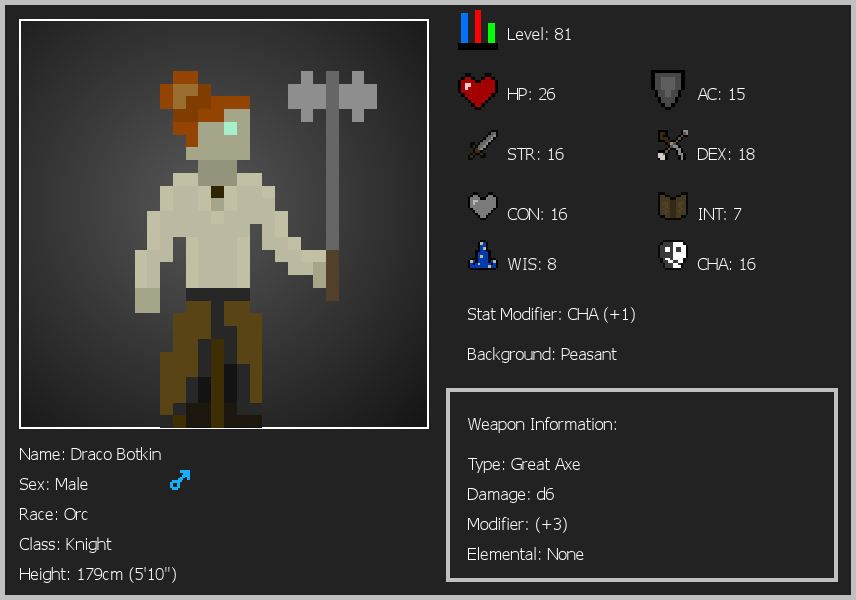 Level: 81
HP: 26
AC: 15
STR: 16
DEX: 18
CON: 16
INT: 7
WIS: 8
CHA: 16
Stat Modifier: CHA (+1)
Background: Peasant
Weapon Information:
Type: Great Axe
Damage: d6
Modifier: (+3)
Elemental: None
Name: Draco Botkin
Sex: Male
Race: Orc
Class: Knight
Height: 179cm (5'10")